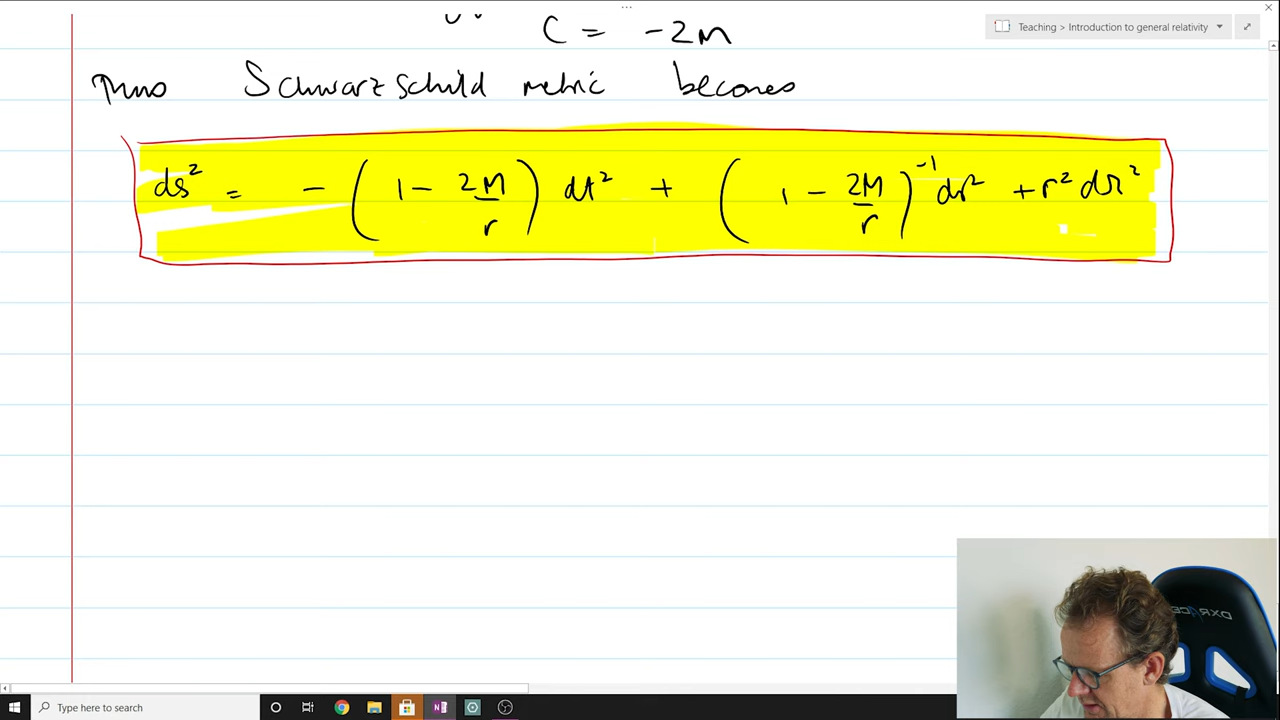 Teaching > Introduction to general relativity
C = -2M
Thus Schwarzschild metric becomes
ds² = - (1 - 2M/r) dt² + (1 - 2M/r)⁻¹ dr² + r² dΩ²
DXRACE
Type here to search